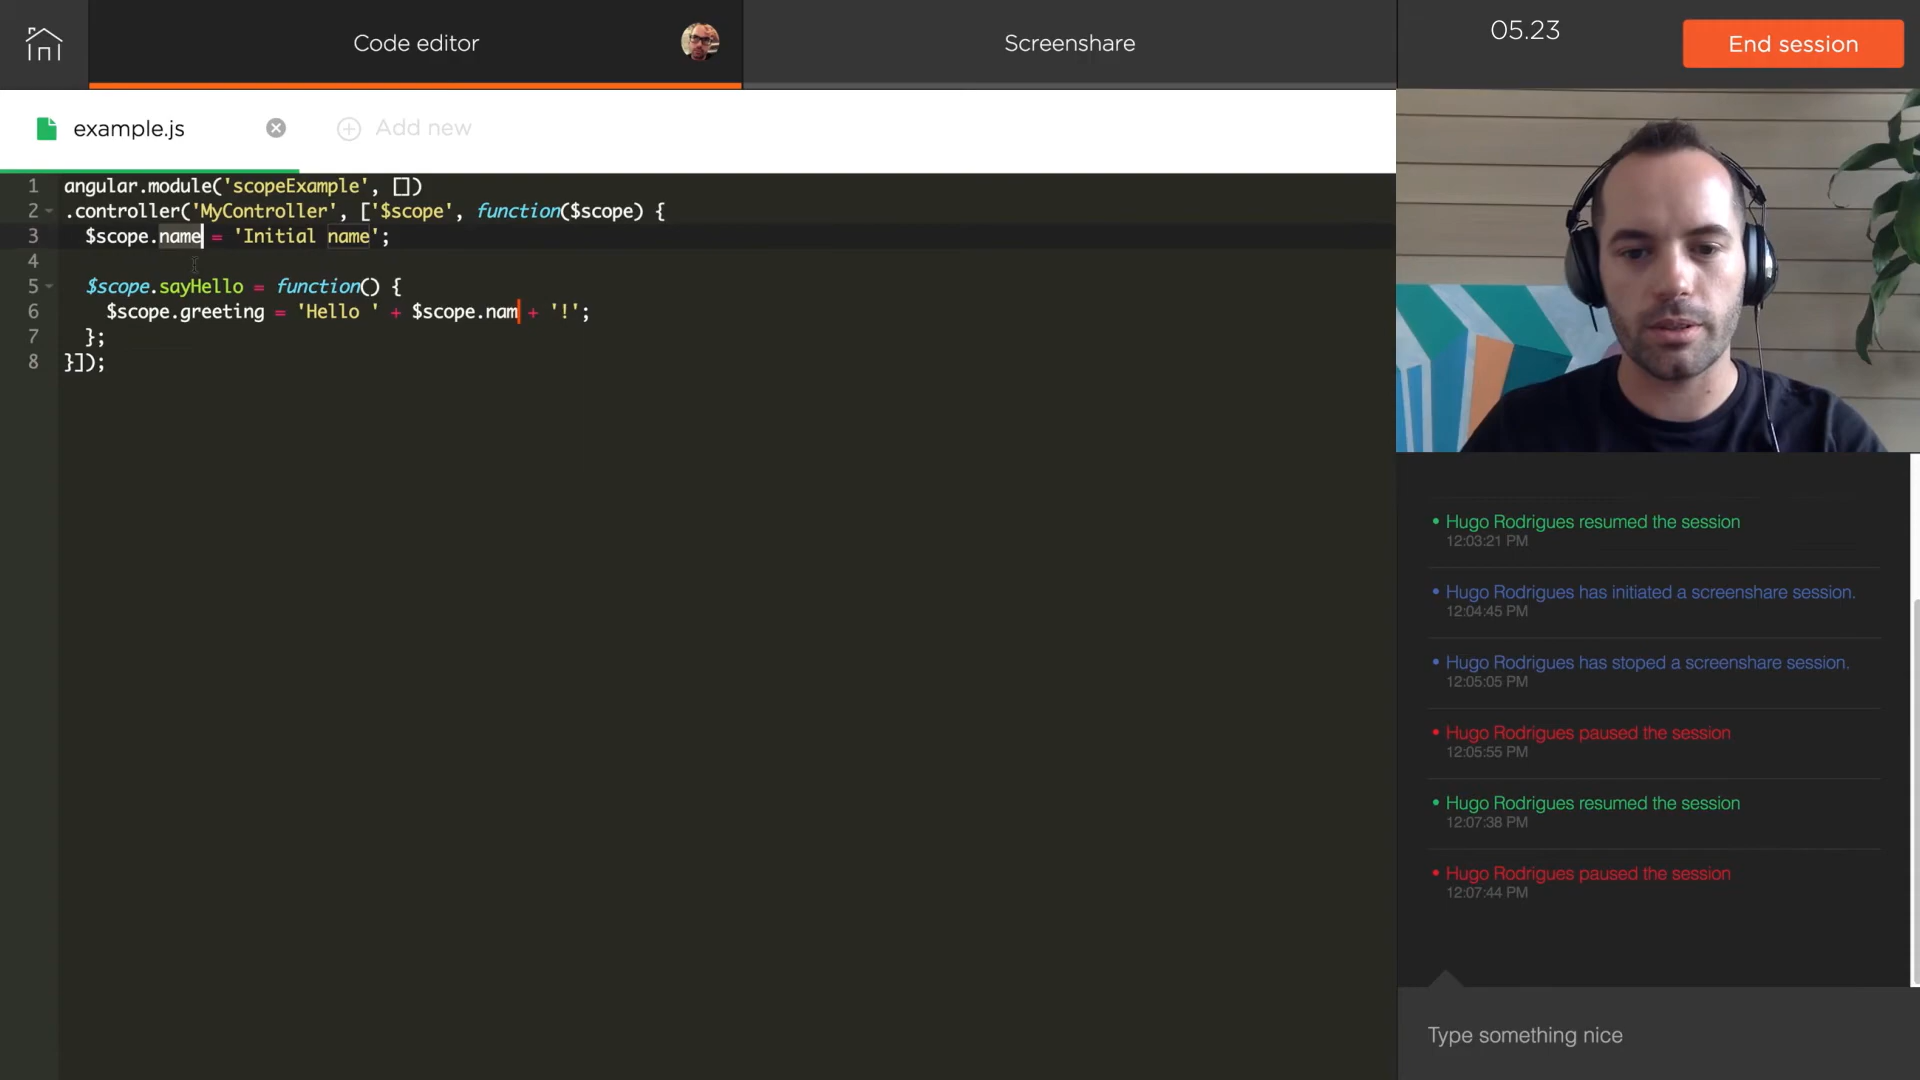 Code editor
Screenshare
05.23
End session
example.js
Add new
1 angular.module('scopeExample', [])
2 .controller('MyController', ['$scope', function($scope) {
3 $scope.name = 'Initial name';
4
5 $scope.sayHello = function() {
6 $scope.greeting = 'Hello ' + $scope.nam + '!';
7 };
8 }]);
Hugo Rodrigues resumed the session
12:03:21 PM
Hugo Rodrigues has initiated a screenshare session.
12:04:45 PM
Hugo Rodrigues has stoped a screenshare session.
12:05:05 PM
Hugo Rodrigues paused the session
12:05:55 PM
Hugo Rodrigues resumed the session
12:07:38 PM
Hugo Rodrigues paused the session
12:07:44 PM
Type something nice